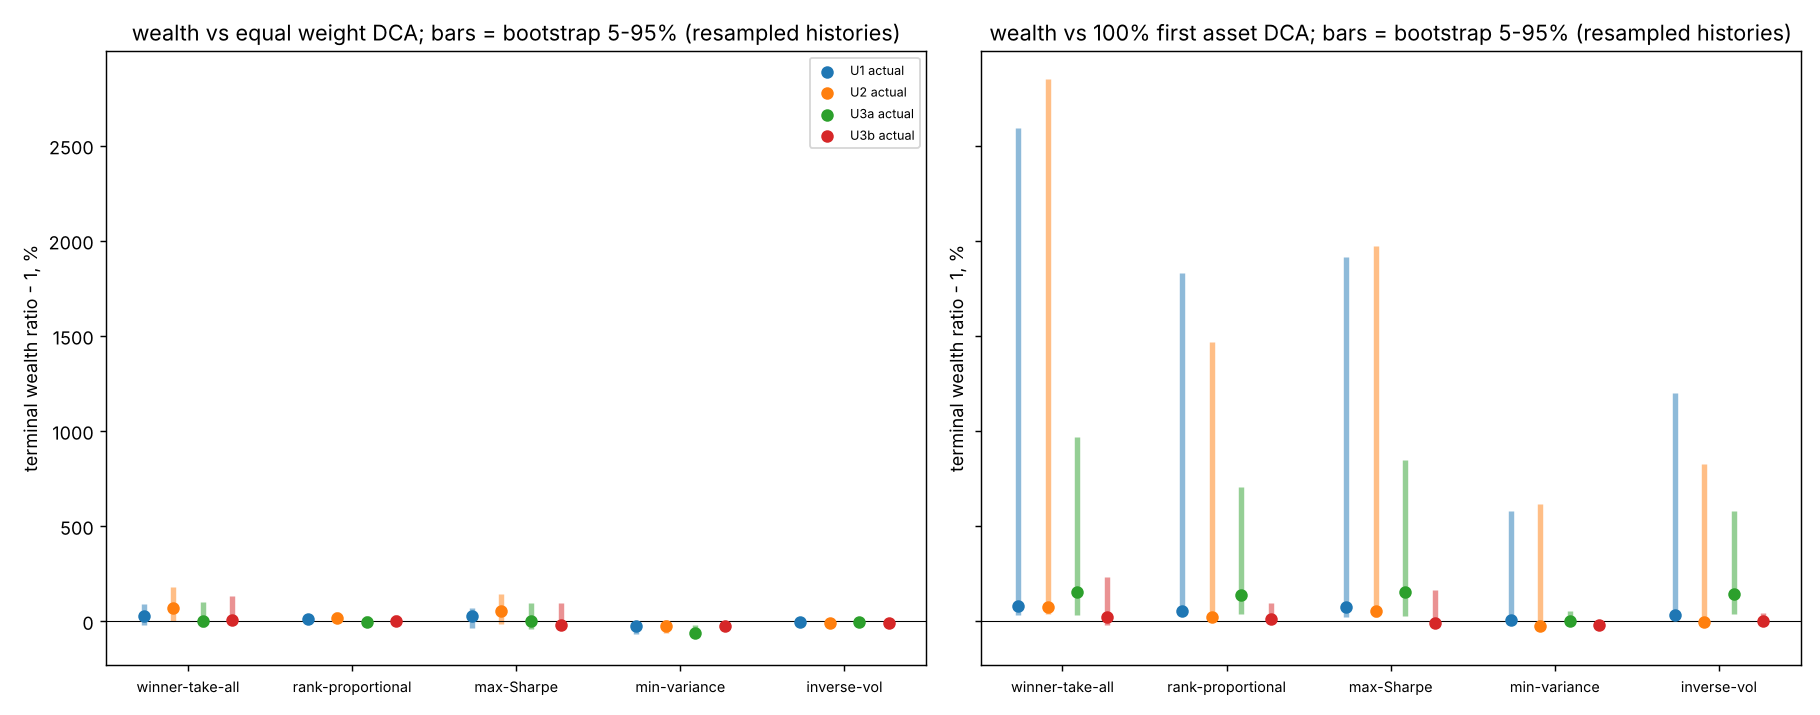 wealth vs equal weight DCA; bars = bootstrap 5-95% (resampled histories)
terminal wealth ratio - 1, %
2500
2000
1500
1000
500
0
U1 actual
U2 actual
U3a actual
U3b actual
winner-take-all
rank-proportional
max-Sharpe
min-variance
inverse-vol
wealth vs 100% first asset DCA; bars = bootstrap 5-95% (resampled histories)
terminal wealth ratio - 1, %
winner-take-all
rank-proportional
max-Sharpe
min-variance
inverse-vol